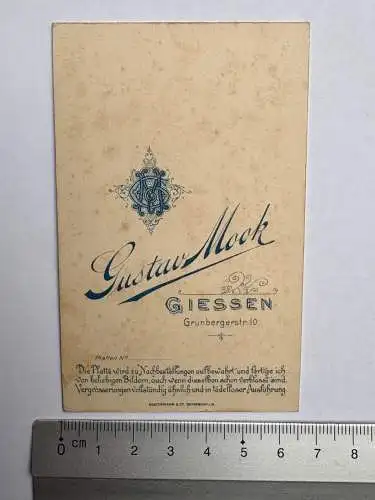 GM
Gustav Mook
GIESSEN
Grünbergerstr. 10.
Platten Nº
Die Platte wird zu Nachbestellungen aufbewahrt und fertige ich
von beliebigen Bildern, auch wenn dieselben schon verblasst sind,
Vergrösserungen vollständig ähnlich und in tadelloser Ausführung.
0 cm 1 2 3 4 5 6 7 8